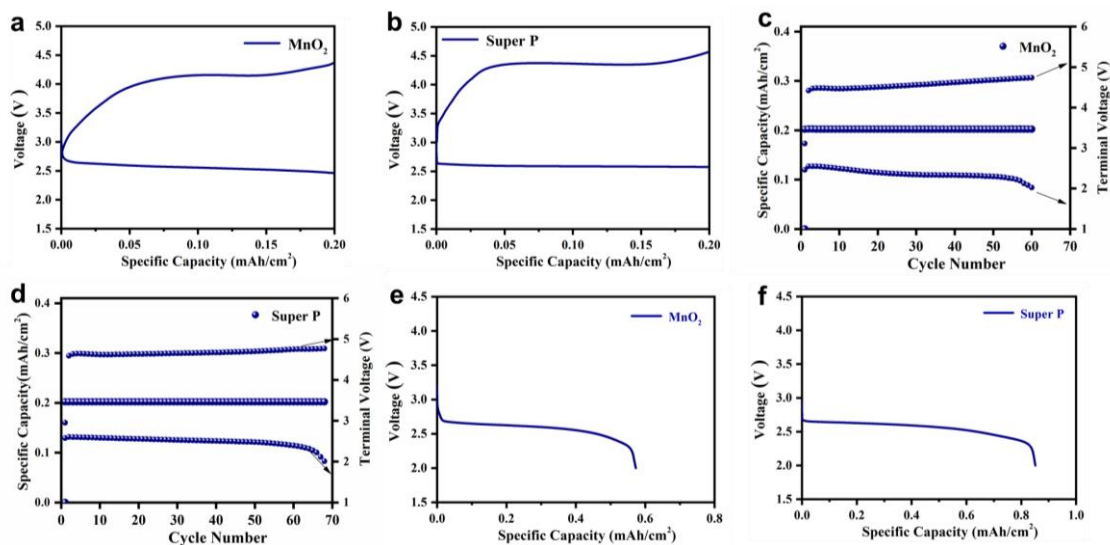 a
MnO₂
Voltage (V)
5.0
4.5
4.0
3.5
3.0
2.5
2.0
1.5
0.00 0.05 0.10 0.15 0.20
Specific Capacity (mAh/cm²)
b
Super P
Voltage (V)
5.0
4.5
4.0
3.5
3.0
2.5
2.0
1.5
0.00 0.05 0.10 0.15 0.20
Specific Capacity (mAh/cm²)
c
MnO₂
Specific Capacity(mAh/cm²)
0.4
0.3
0.2
0.1
0.0
6
5
4
3
2
1
Terminal Voltage (V)
0 10 20 30 40 50 60 70
Cycle Number
d
Super P
Specific Capacity(mAh/cm²)
0.4
0.3
0.2
0.1
0.0
6
5
4
3
2
1
Terminal Voltage (V)
0 10 20 30 40 50 60 70
Cycle Number
e
MnO₂
Voltage (V)
4.5
4.0
3.5
3.0
2.5
2.0
1.5
0.0 0.2 0.4 0.6 0.8
Specific Capacity (mAh/cm²)
f
Super P
Voltage (V)
4.5
4.0
3.5
3.0
2.5
2.0
1.5
0.0 0.2 0.4 0.6 0.8 1.0
Specific Capacity (mAh/cm²)